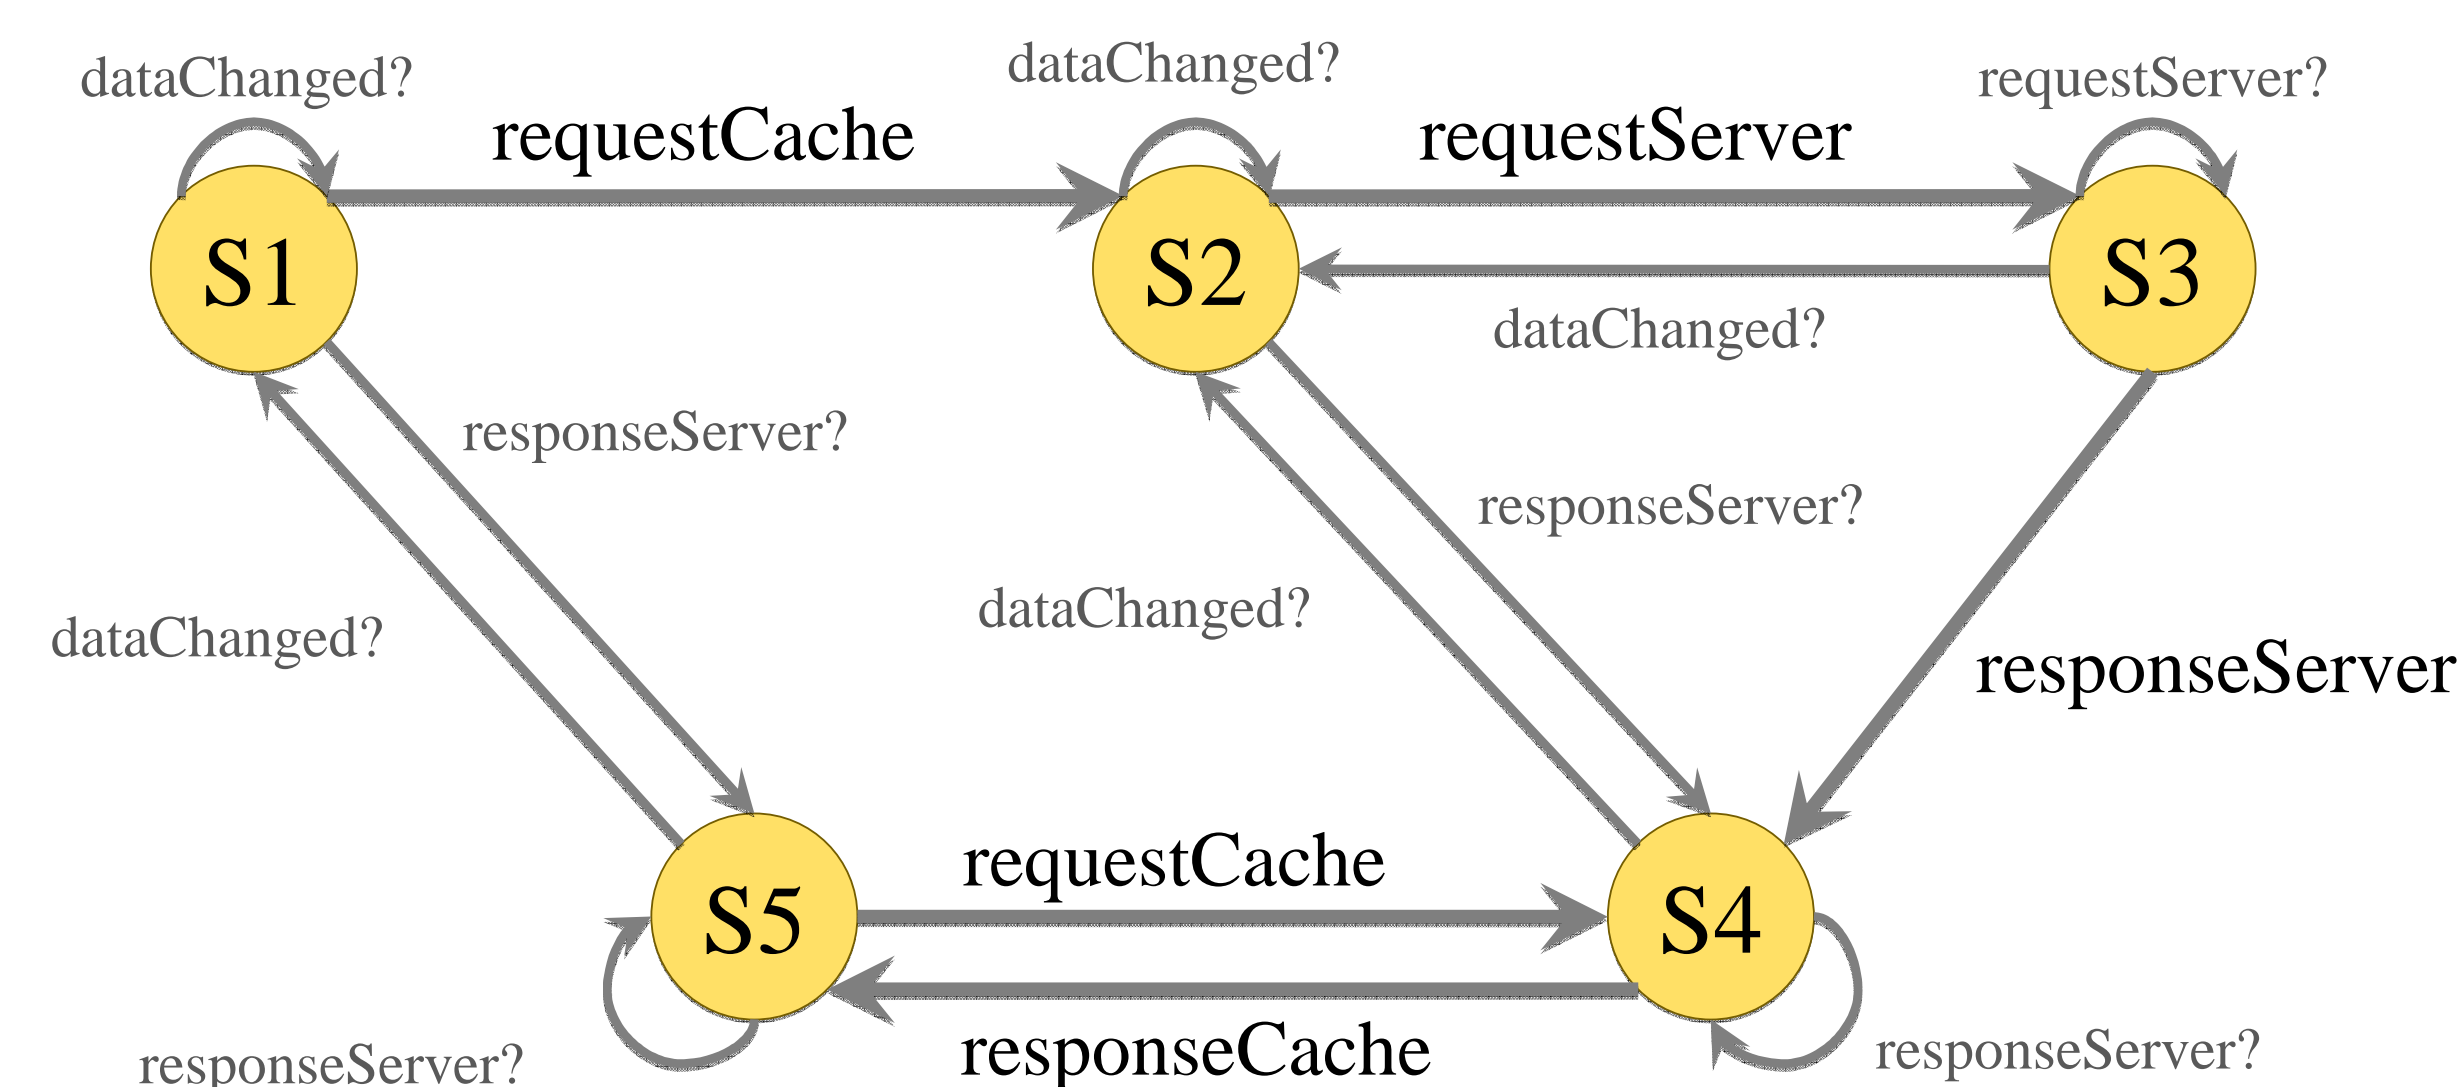 dataChanged?
dataChanged?
requestServer?
requestCache
requestServer
S1
S2
S3
dataChanged?
responseServer?
responseServer?
dataChanged?
dataChanged?
responseServer
requestCache
S5
S4
responseCache
responseServer?
responseServer?